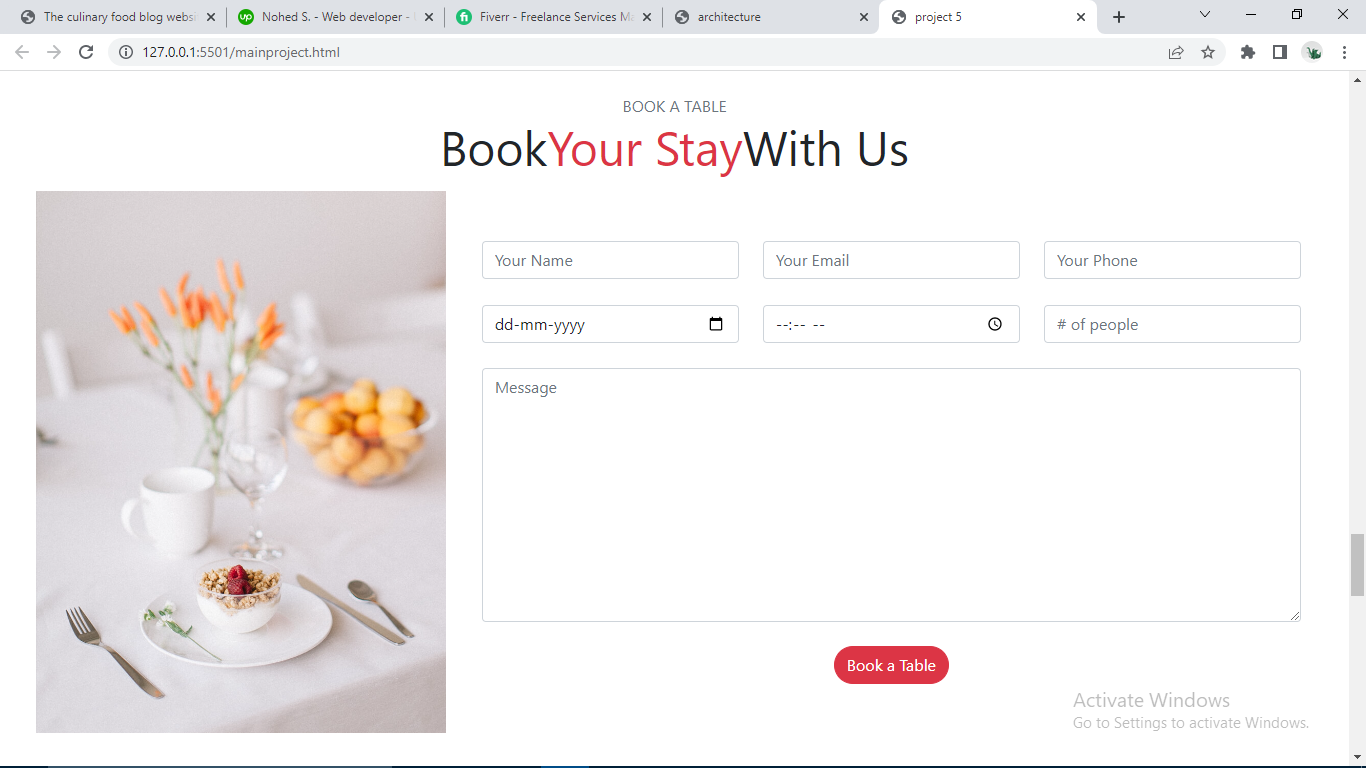 The culinary food blog websi
Nohed S. - Web developer -
Fiverr - Freelance Services Ma
architecture
project 5
127.0.0.1:5501/mainproject.html
BOOK A TABLE
BookYour StayWith Us
Your Name
Your Email
Your Phone
dd-mm-yyyy
--:-- --
# of people
Message
Book a Table
Activate Windows
Go to Settings to activate Windows.